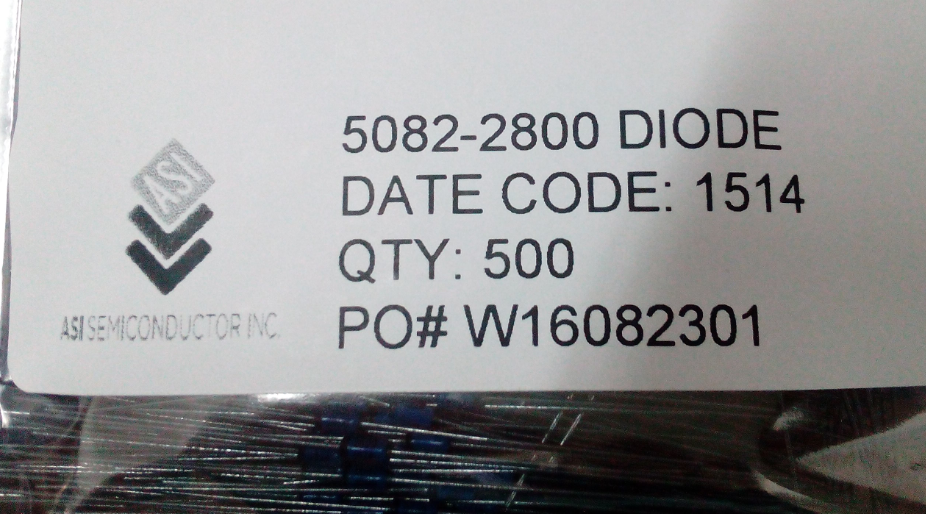 5082-2800 DIODE
DATE CODE: 1514
QTY: 500
PO# W16082301
ASI
ASI SEMICONDUCTOR INC.